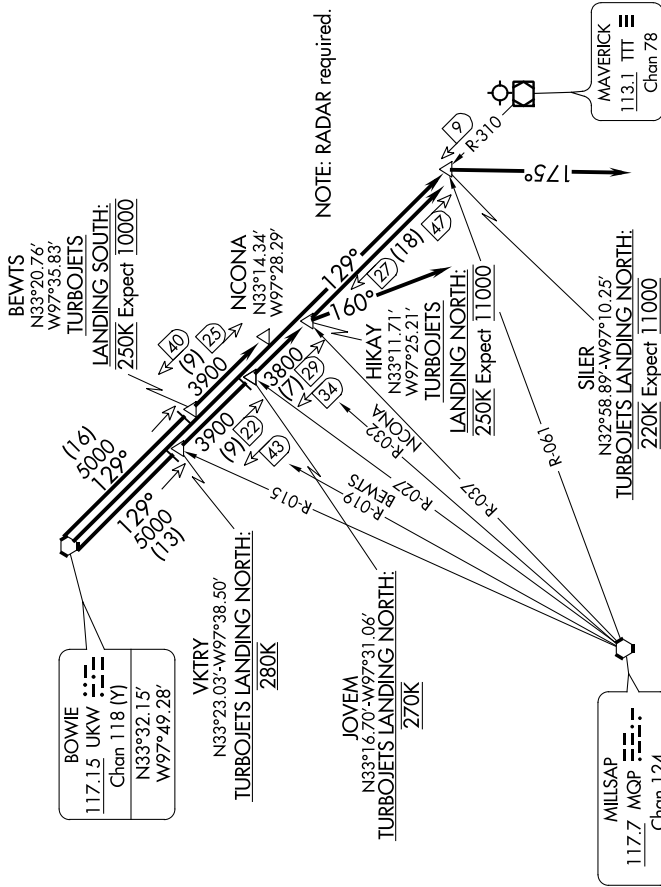 BEWTS
N33°20.76'
W97°35.83'
TURBOJETS
LANDING SOUTH:
250K Expect 10000
NCONA
N33°14.34'
W97°28.29'
NOTE: RADAR required.
(16)
5000
129°
129°
5000
(13)
40
(9) 25
3900
3900
(9) 22
43
3800
(7) 29
34
129°
27 (18) 47
160°
9
R-310
175°
BOWIE
117.15 UKW
Chan 118 (Y)
N33°32.15'
W97°49.28'
VKTRY
N33°23.03'-W97°38.50'
TURBOJETS LANDING NORTH:
280K
JOVEM
N33°16.70'-W97°31.06'
TURBOJETS LANDING NORTH:
270K
HIKAY
N33°11.71'
W97°25.21'
TURBOJETS
LANDING NORTH:
250K Expect 11000
SILER
N32°58.89'-W97°10.25'
TURBOJETS LANDING NORTH:
220K Expect 11000
MAVERICK
113.1 TTT
Chan 78
R-015
R-019
BEWTS
R-027
R-032
NCONA
R-037
R-061
MILLSAP
117.7 MQP
Chan 124